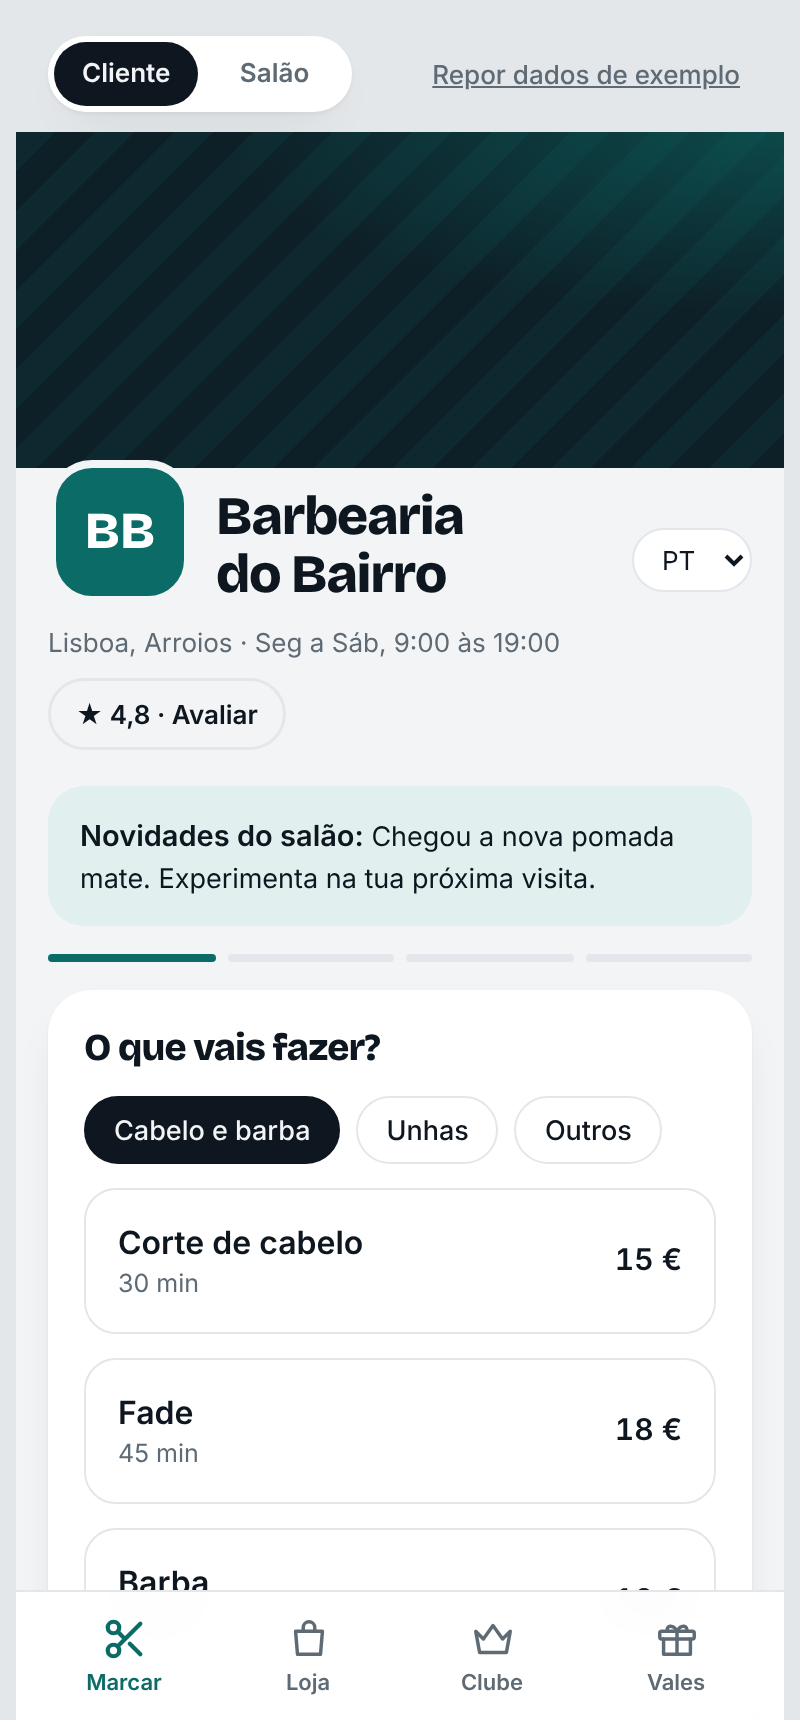 Cliente
Salão
Repor dados de exemplo
BB
Barbearia
do Bairro
PT
Lisboa, Arroios · Seg a Sáb, 9:00 às 19:00
★ 4,8 · Avaliar
Novidades do salão: Chegou a nova pomada
mate. Experimenta na tua próxima visita.
O que vais fazer?
Cabelo e barba
Unhas
Outros
Corte de cabelo
15 €
30 min
Fade
18 €
45 min
Barba
Marcar
Loja
Clube
Vales